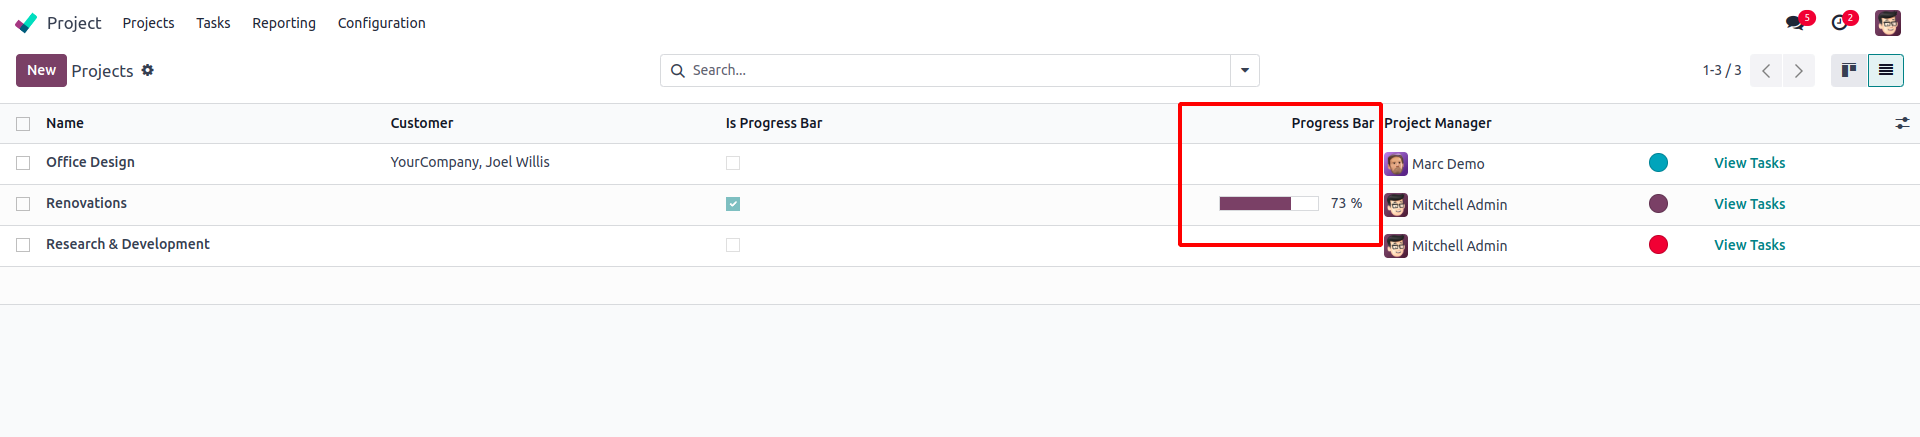 Project Projects Tasks Reporting Configuration 5 2
New Projects Search... 1-3 / 3
Name Customer Is Progress Bar Progress Bar Project Manager
Office Design YourCompany, Joel Willis Marc Demo View Tasks
Renovations 73 % Mitchell Admin View Tasks
Research & Development Mitchell Admin View Tasks